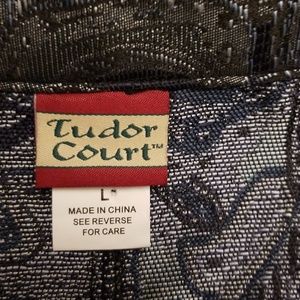 Tudor
Court™
L
MADE IN CHINA
SEE REVERSE
FOR CARE